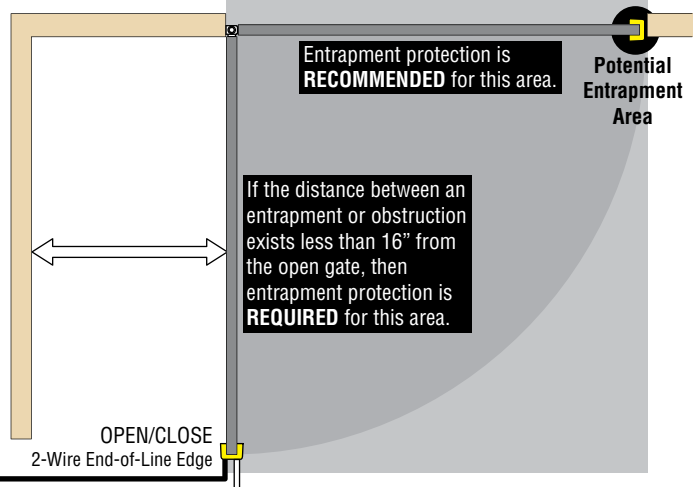 Entrapment protection is
RECOMMENDED for this area.
Potential
Entrapment
Area
If the distance between an
entrapment or obstruction
exists less than 16” from
the open gate, then
entrapment protection is
REQUIRED for this area.
OPEN/CLOSE
2-Wire End-of-Line Edge